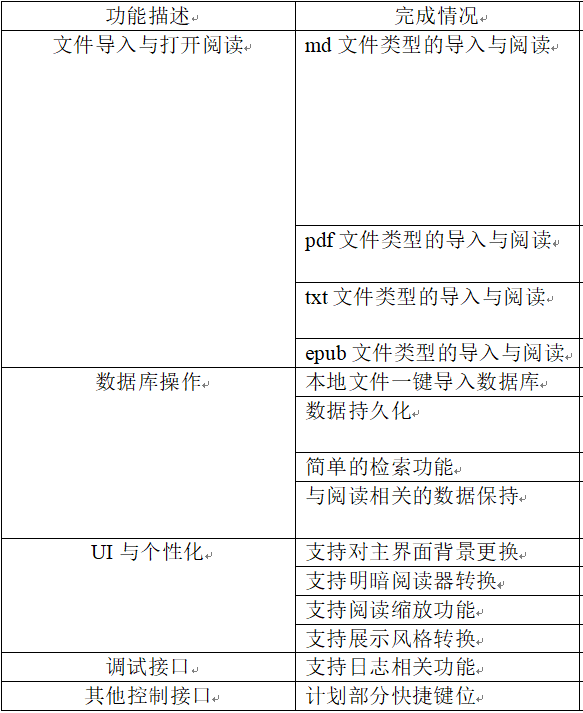 功能描述
完成情况
文件导入与打开阅读
md 文件类型的导入与阅读
pdf 文件类型的导入与阅读
txt 文件类型的导入与阅读
epub 文件类型的导入与阅读
数据库操作
本地文件一键导入数据库
数据持久化
简单的检索功能
与阅读相关的数据保持
UI 与个性化
支持对主界面背景更换
支持明暗阅读器转换
支持阅读缩放功能
支持展示风格转换
调试接口
支持日志相关功能
其他控制接口
计划部分快捷键位